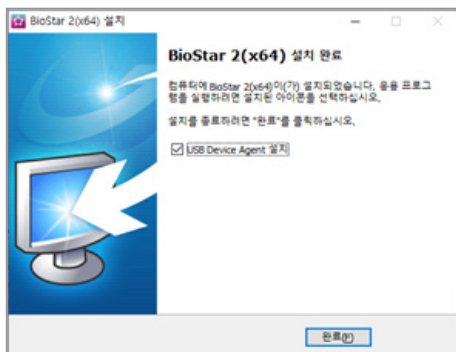 BioStar 2(x64) 설치
BioStar 2(x64) 설치 완료
컴퓨터에 BioStar 2(x64)이(가) 설치되었습니다. 응용 프로그
램을 실행하려면 설치된 아이콘을 선택하십시오.
설치를 종료하려면 "완료"를 클릭하십시오.
USB Device Agent 설치
완료(F)